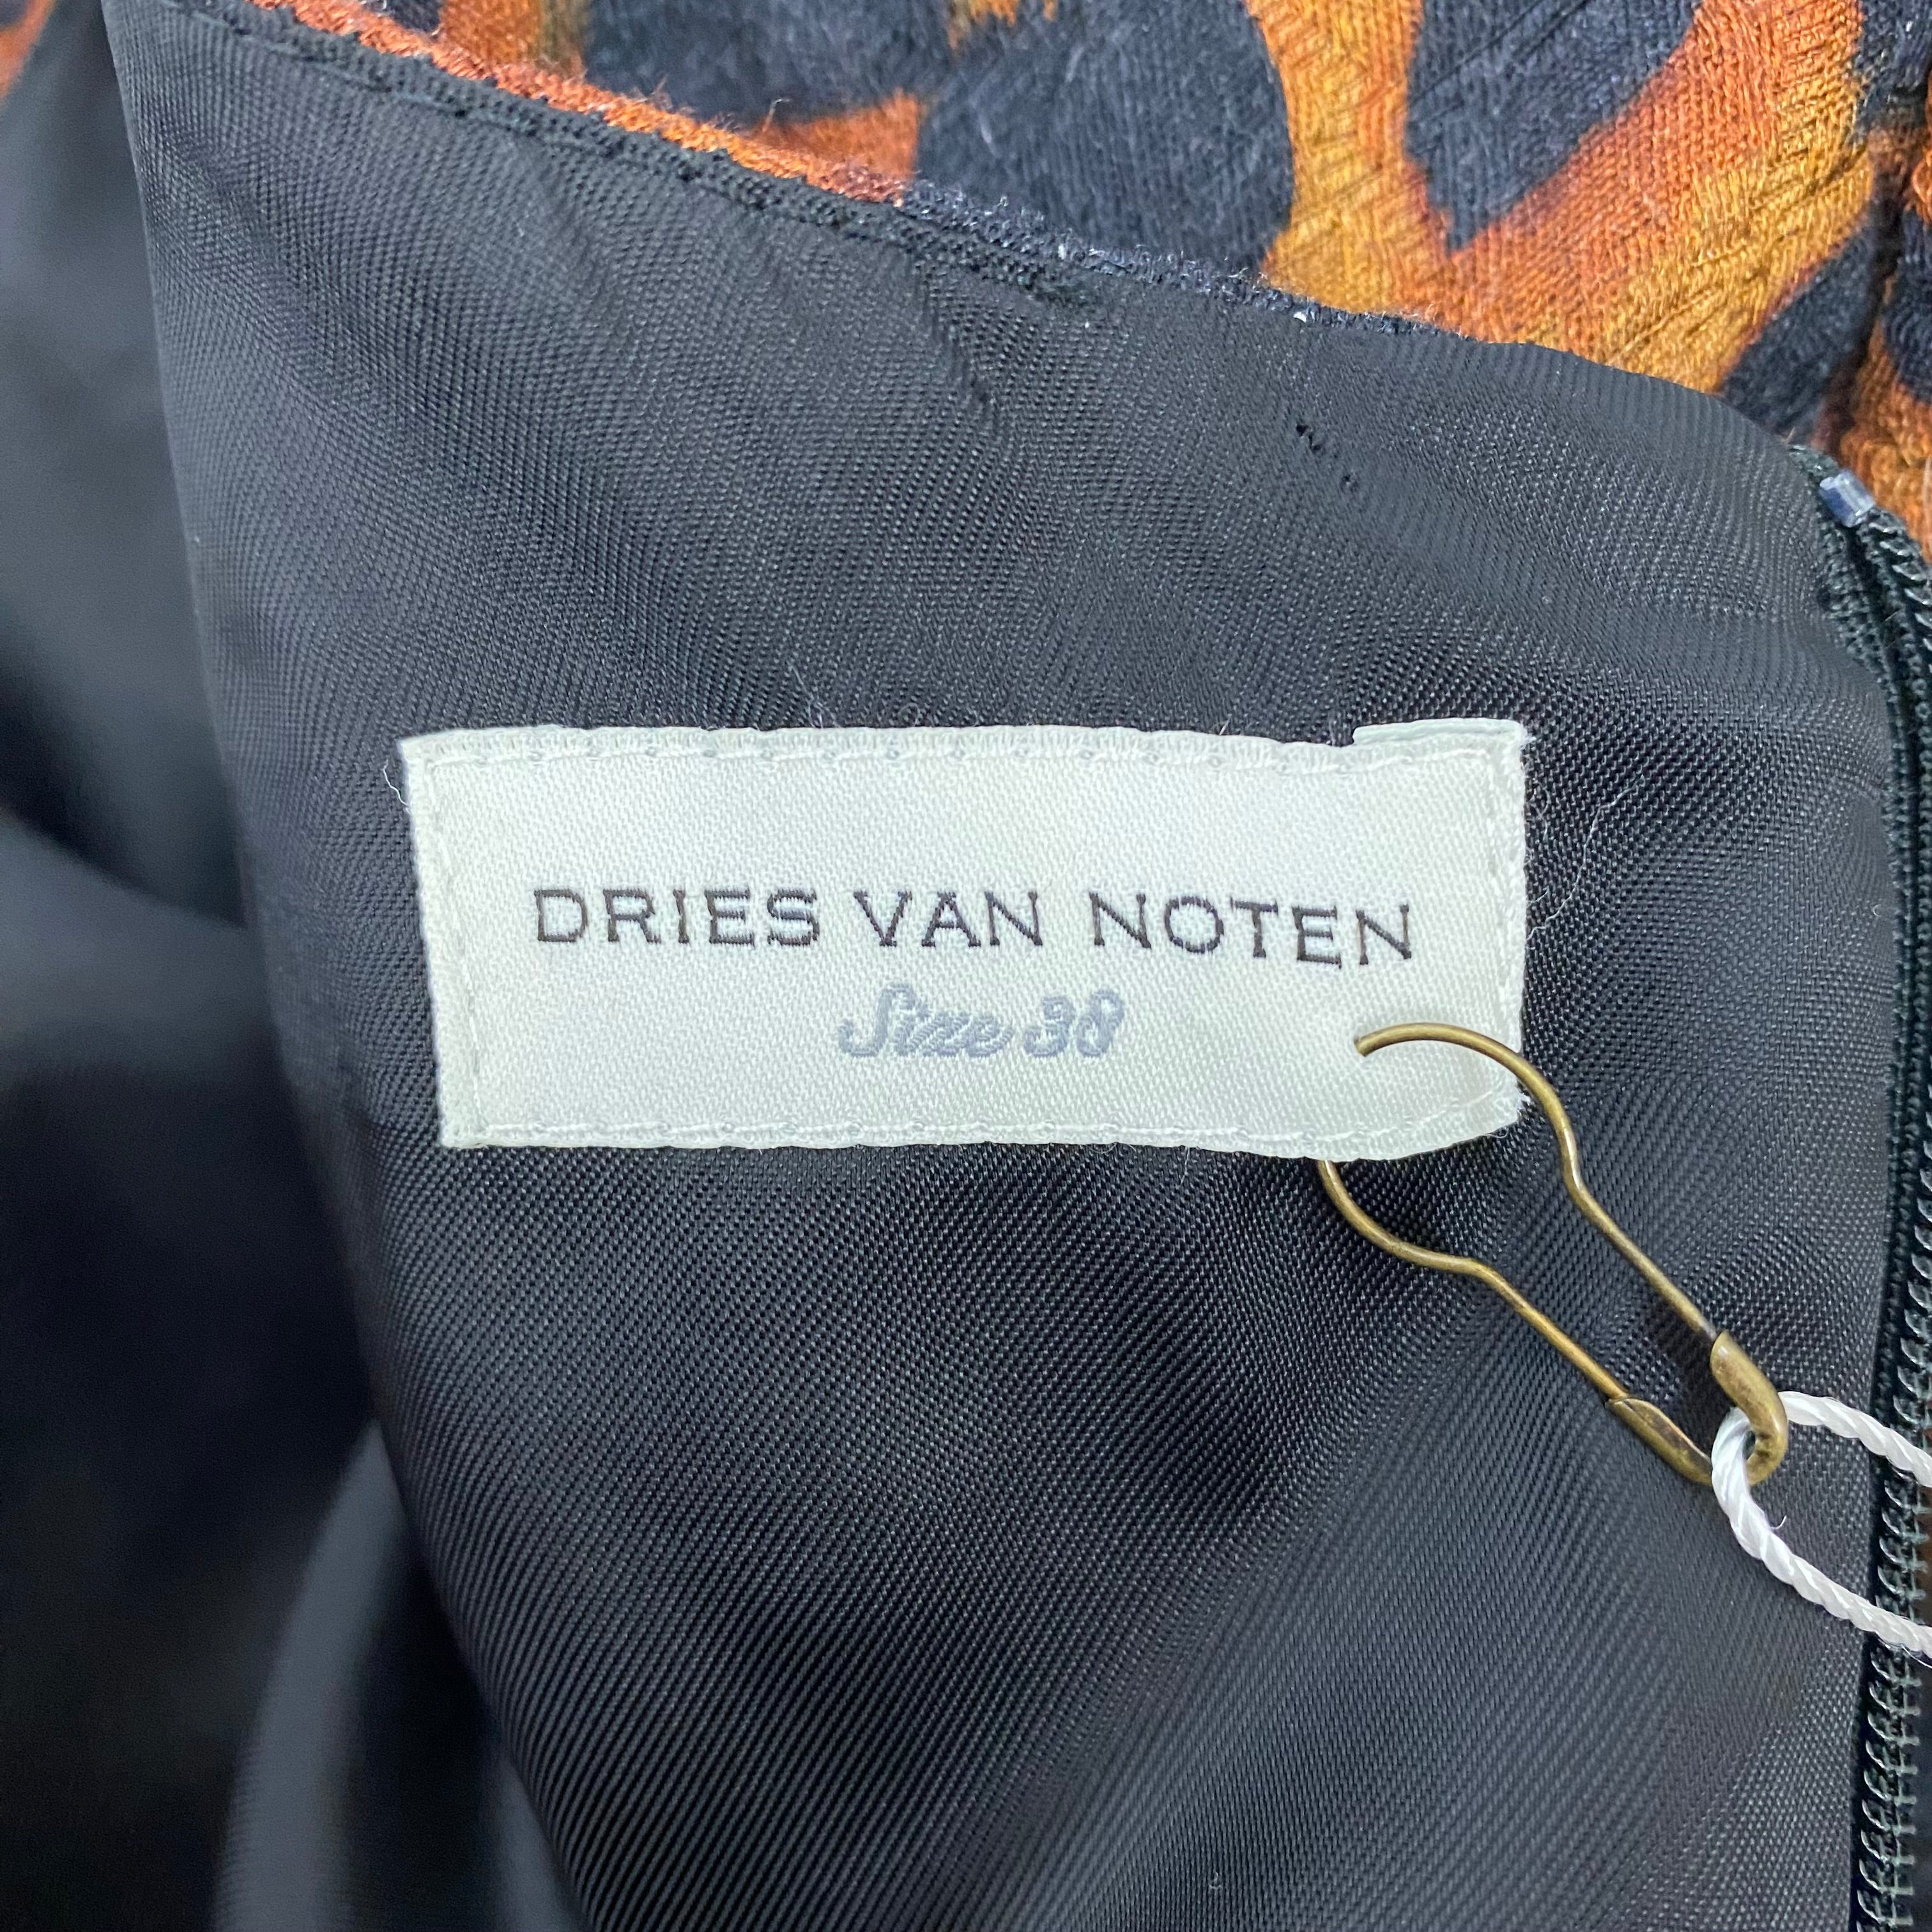 DRIES VAN NOTEN
Size 38